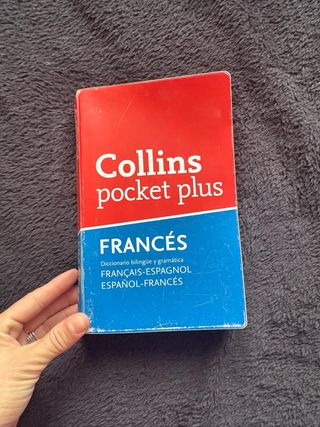 Collins
pocket plus
FRANCÉS
Diccionario bilingüe y gramática
FRANÇAIS-ESPAGNOL
ESPAÑOL-FRANCÉS